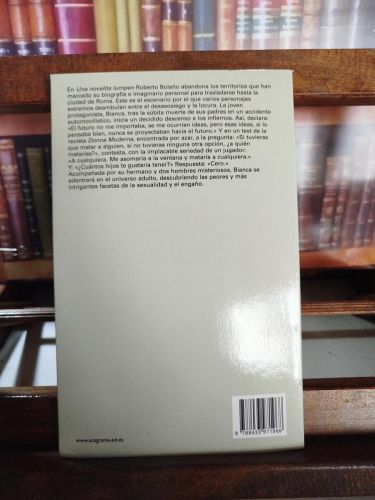 En Una novelita lumpen Roberto Bolaño abandona los territorios que han
marcado su biografía e imaginario personal para trasladarse hasta la
ciudad de Roma. Éste es el escenario por el que varios personajes
extremos deambulan entre el desasosiego y la locura. La joven
protagonista, Bianca, tras la súbita muerte de sus padres en un accidente
automovilístico, inicia un decidido descenso a los infiernos. Así, declara:
«El futuro no me importaba, se me ocurrían ideas, pero esas ideas, si lo
pensabas bien, nunca se proyectaban hacia el futuro.» Y en un test de la
revista Donna Moderna, encontrada por azar, a la pregunta: «Si tuvieras
que matar a alguien, si no tuvieras ninguna otra opción, ¿a quién
matarías?», contesta, con la implacable seriedad de un jugador:
«A cualquiera. Me asomaría a la ventana y mataría a cualquiera.»
Y: «¿Cuántos hijos te gustaría tener?» Respuesta: «Cero.»
Acompañada por su hermano y dos hombres misteriosos, Bianca se
adentrará en el universo adulto, descubriendo las peores y más
intrigantes facetas de la sexualidad y el engaño.
www.anagrama-ed.es